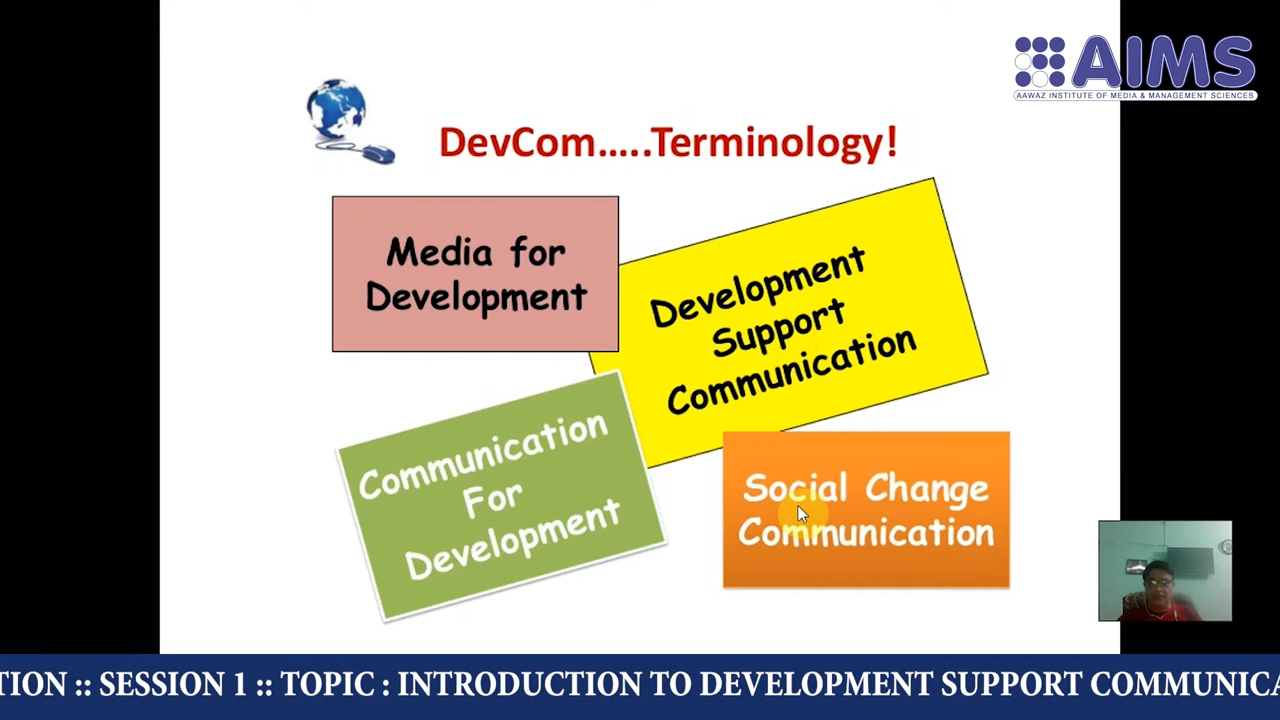 AIMS
AAWAZ INSTITUTE OF MEDIA & MANAGEMENT SCIENCES
DevCom.....Terminology!
Media for
Development
Development
Support
Communication
Communication
For
Development
Social Change
Communication
TION :: SESSION 1 :: TOPIC : INTRODUCTION TO DEVELOPMENT SUPPORT COMMUNICA